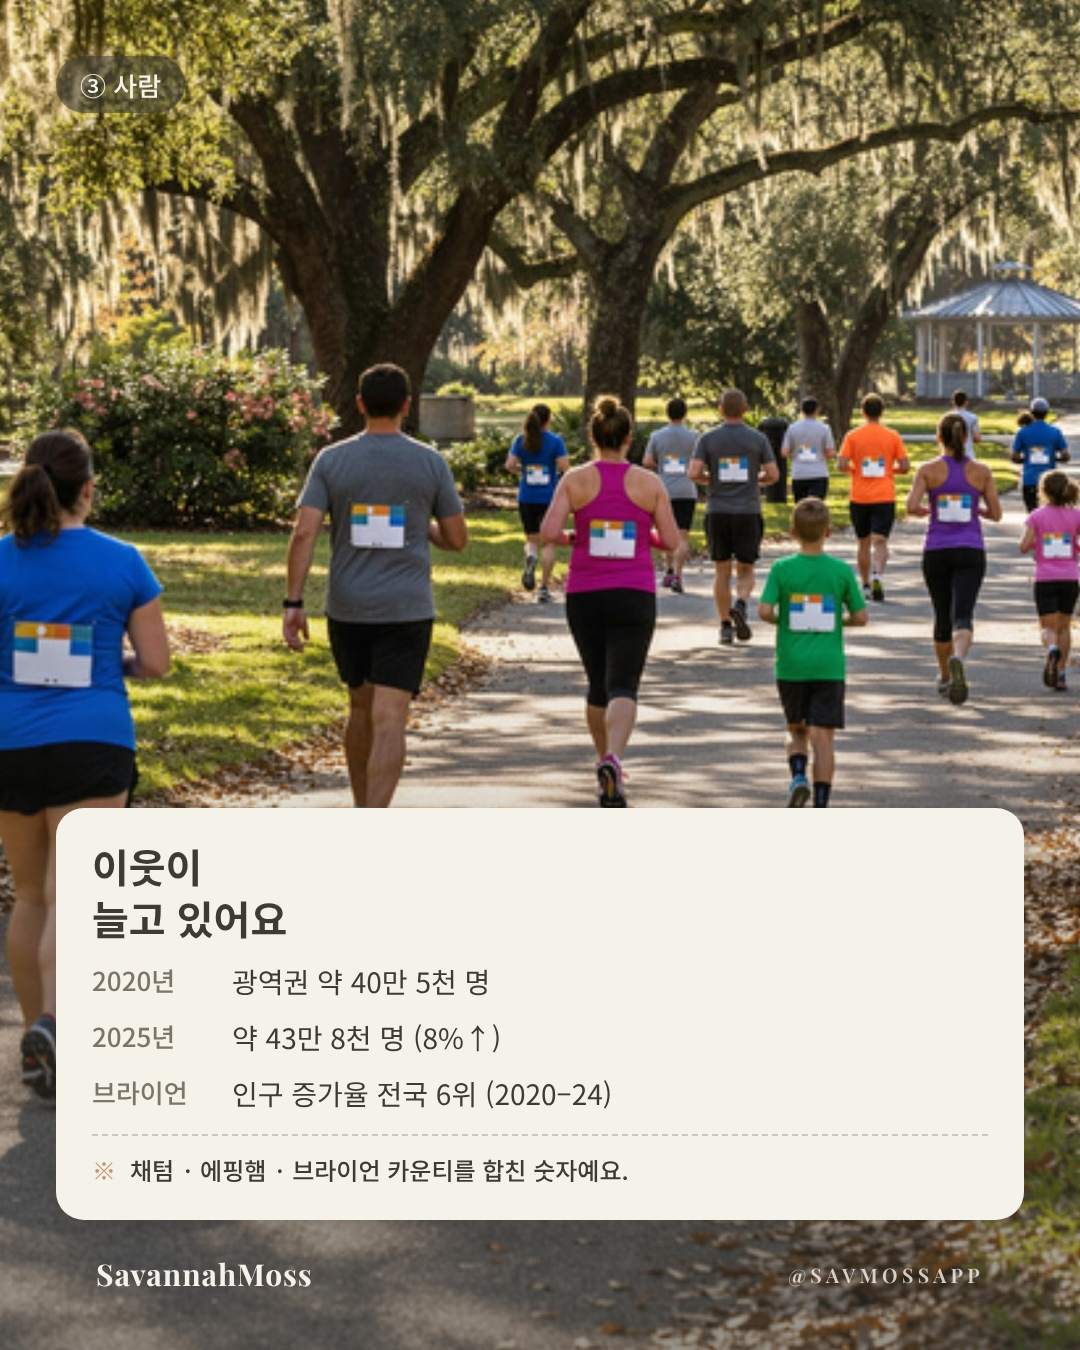 ③ 사람
이웃이
늘고 있어요
2020년 광역권 약 40만 5천 명
2025년 약 43만 8천 명 (8%↑)
브라이언 인구 증가율 전국 6위 (2020–24)
※ 채텀 · 에핑햄 · 브라이언 카운티를 합친 숫자예요.
SavannahMoss
@SAVMOSSAPP